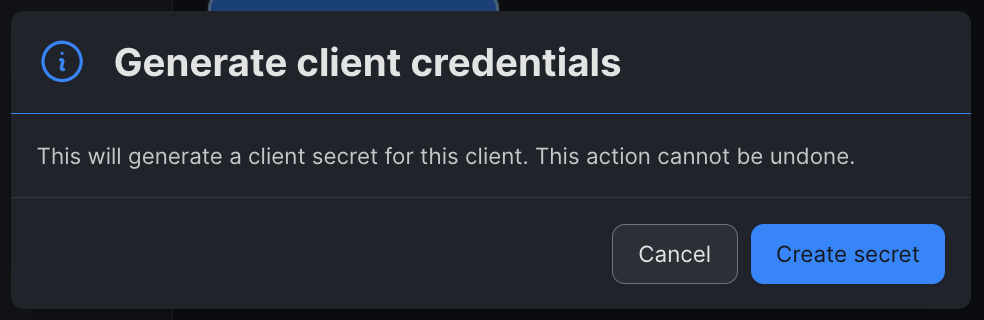 Generate client credentials
This will generate a client secret for this client. This action cannot be undone.
Cancel
Create secret